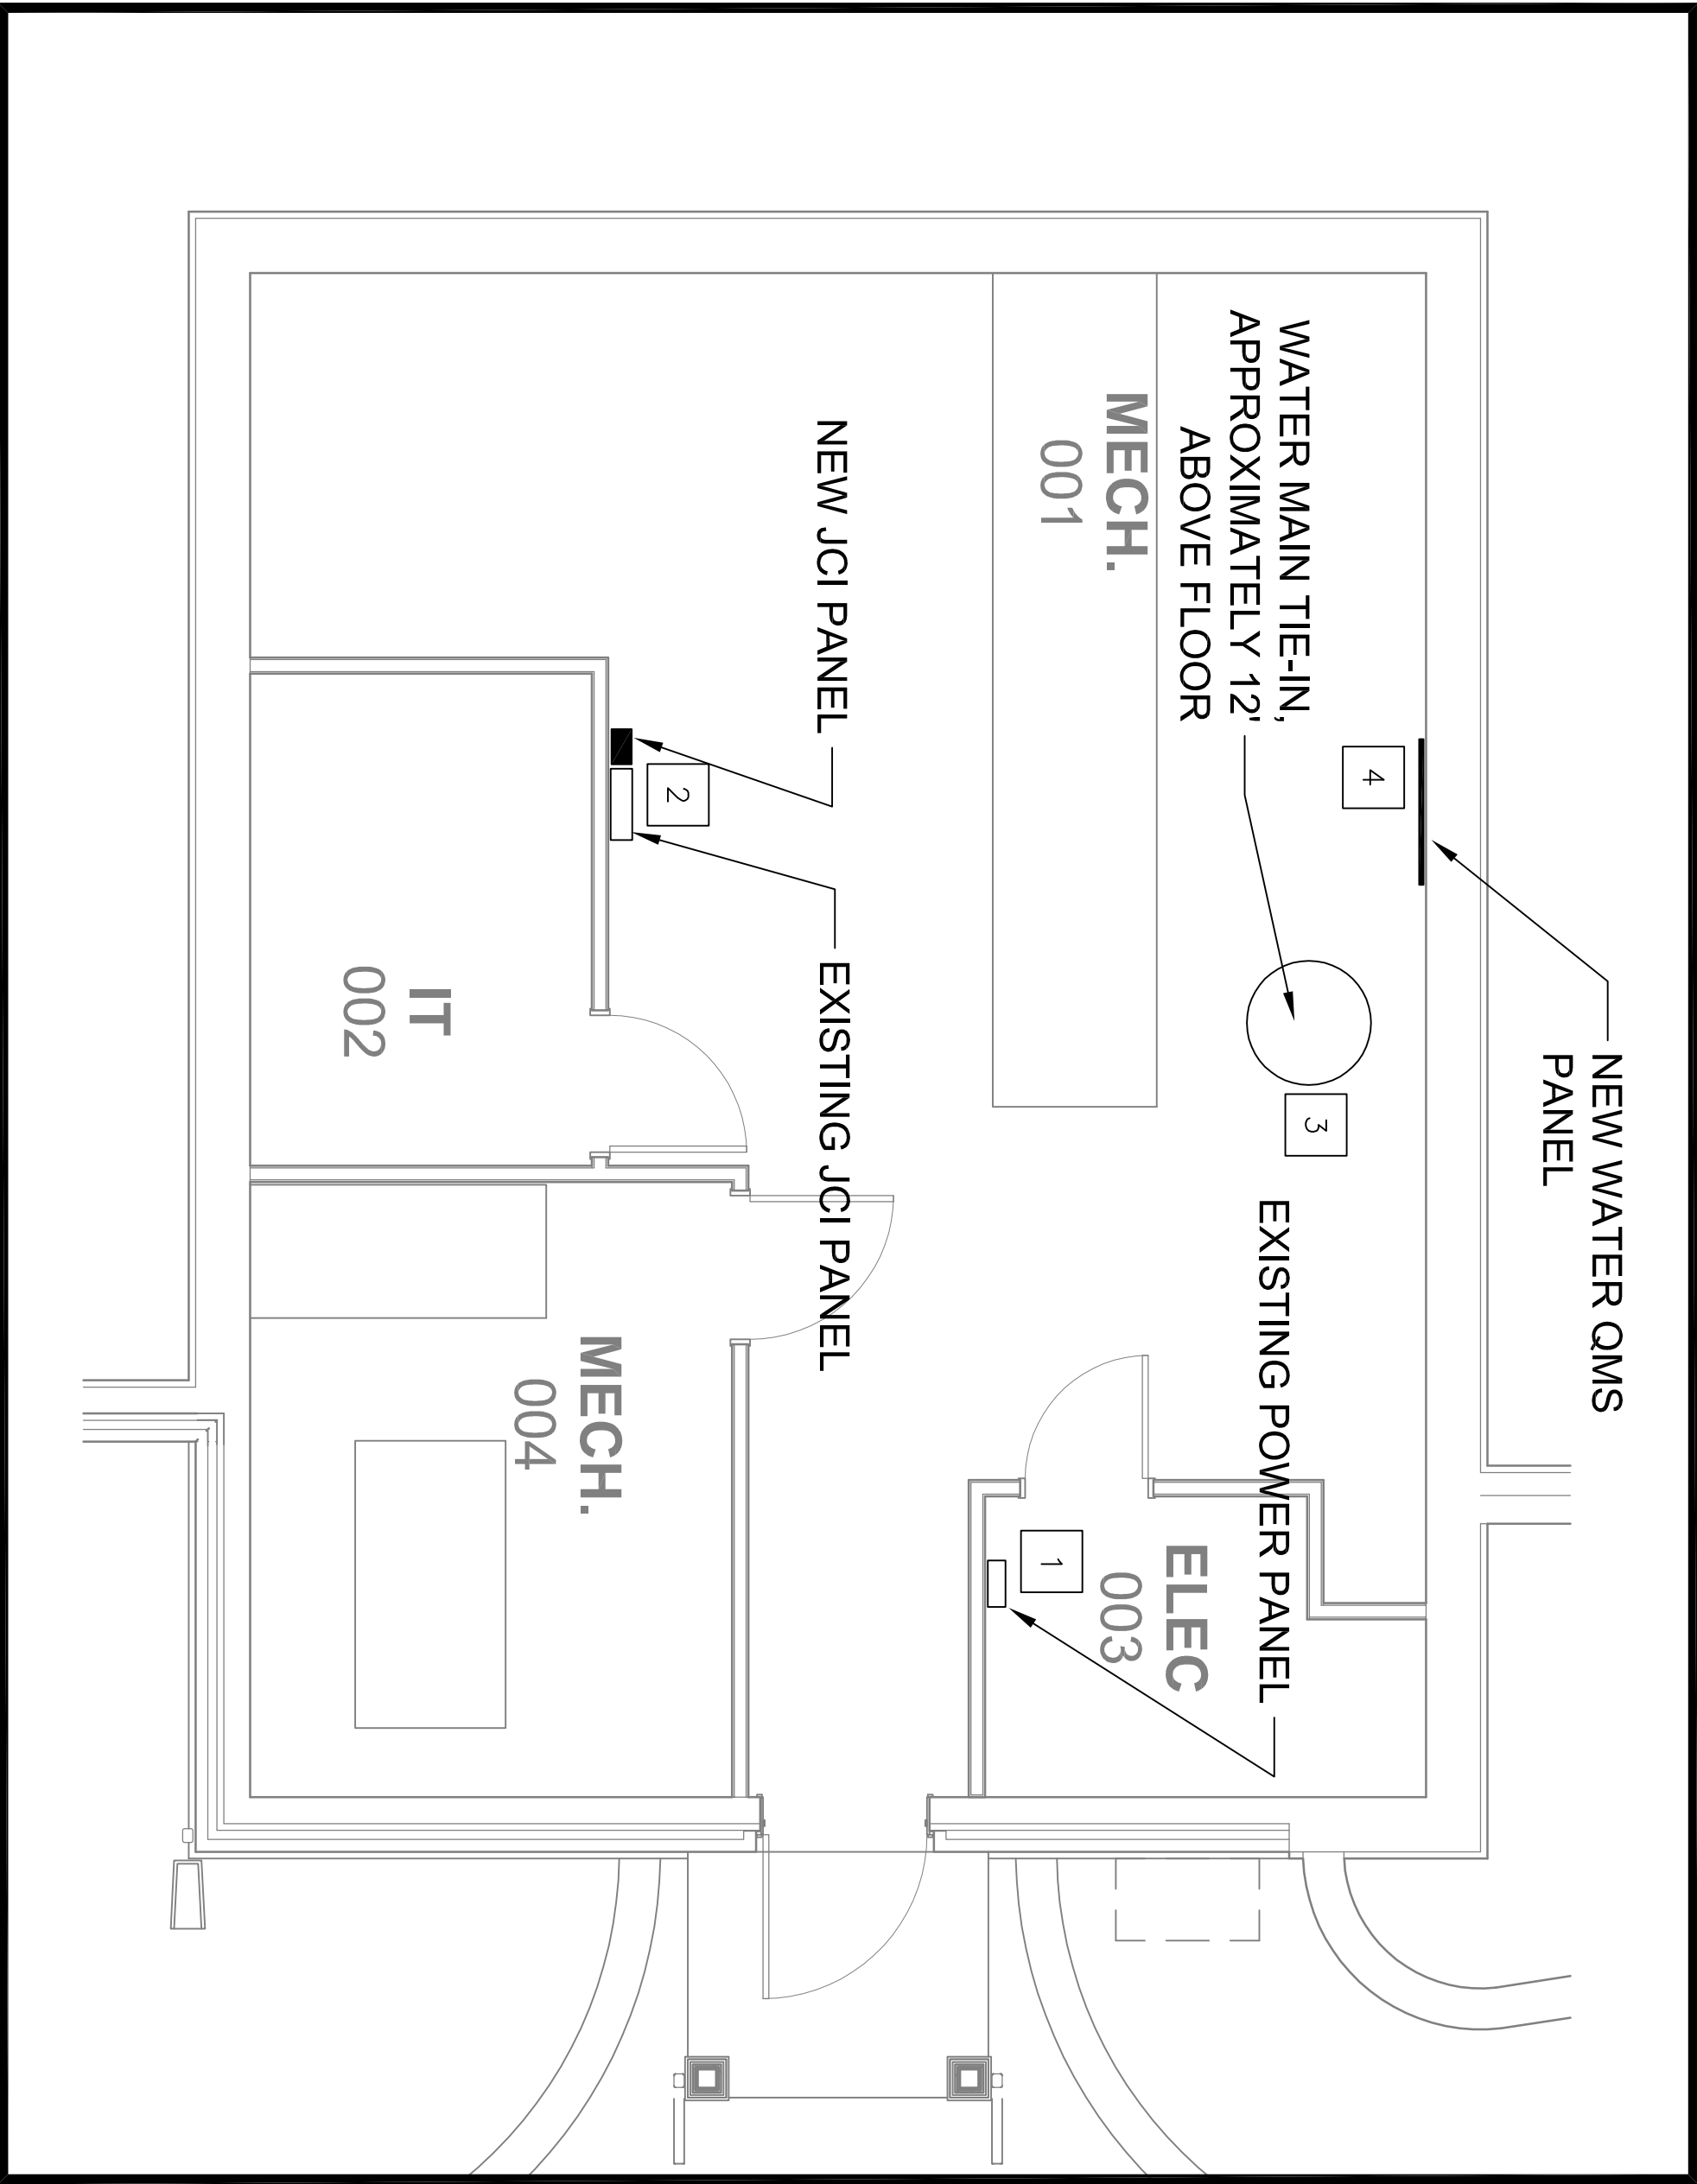 NEW WATER QMS
PANEL
4
WATER MAIN TIE-IN,
APPROXIMATELY 12'
ABOVE FLOOR
3
EXISTING POWER PANEL
MECH.
001
ELEC
003
1
NEW JCI PANEL
EXISTING JCI PANEL
2
MECH.
004
IT
002